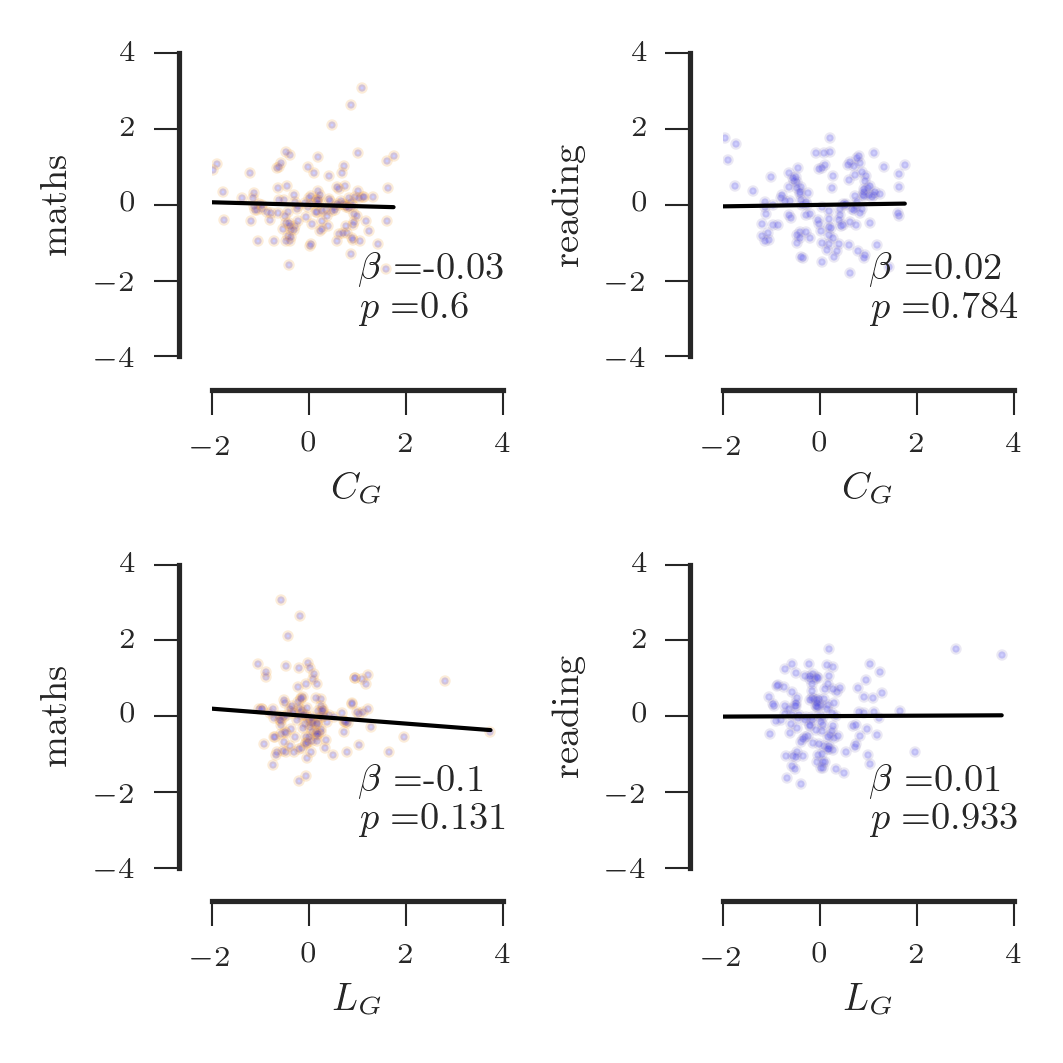 4
2
0
−2
−4
maths
β =-0.03
p =0.6
−2 0 2 4
C_G
4
2
0
−2
−4
reading
β =0.02
p =0.784
−2 0 2 4
C_G
4
2
0
−2
−4
maths
β =-0.1
p =0.131
−2 0 2 4
L_G
4
2
0
−2
−4
reading
β =0.01
p =0.933
−2 0 2 4
L_G